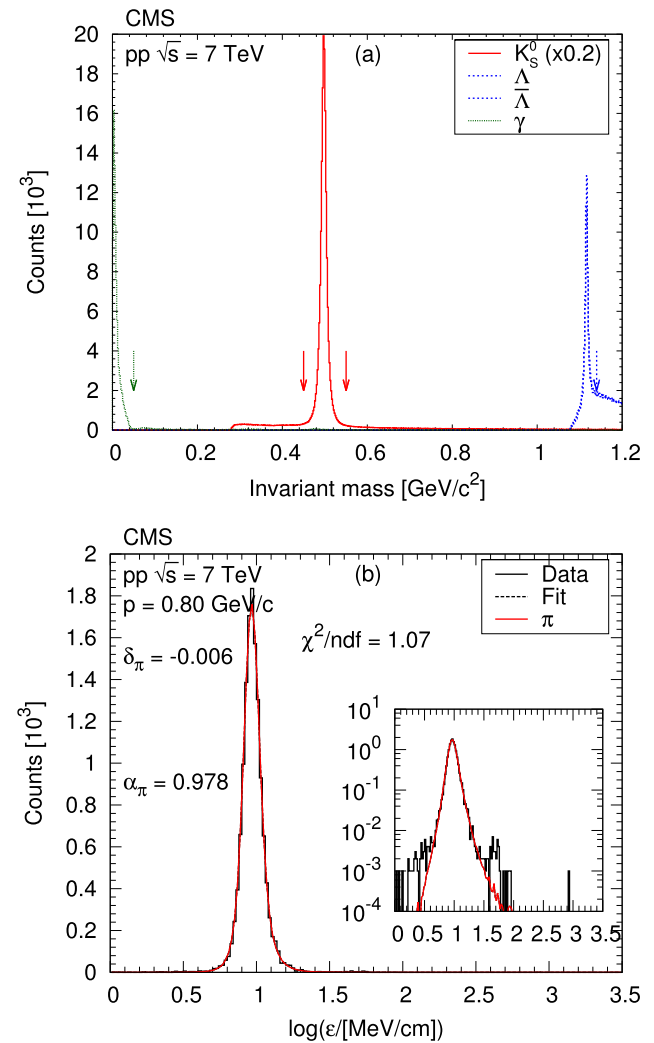 CMS
pp √s = 7 TeV
(a)
K⁰S (x0.2)
Λ
Λ̅
γ
Counts [10³]
20
18
16
14
12
10
8
6
4
2
0
0 0.2 0.4 0.6 0.8 1 1.2
Invariant mass [GeV/c²]
CMS
pp √s = 7 TeV
(b)
p = 0.80 GeV/c
δπ = -0.006
απ = 0.978
χ²/ndf = 1.07
Data
Fit
π
Counts [10³]
2
1.8
1.6
1.4
1.2
1
0.8
0.6
0.4
0.2
0
10¹
10⁰
10⁻¹
10⁻²
10⁻³
10⁻⁴
0 0.5 1 1.5 2 2.5 3 3.5
0 0.5 1 1.5 2 2.5 3 3.5
log(ε/[MeV/cm])